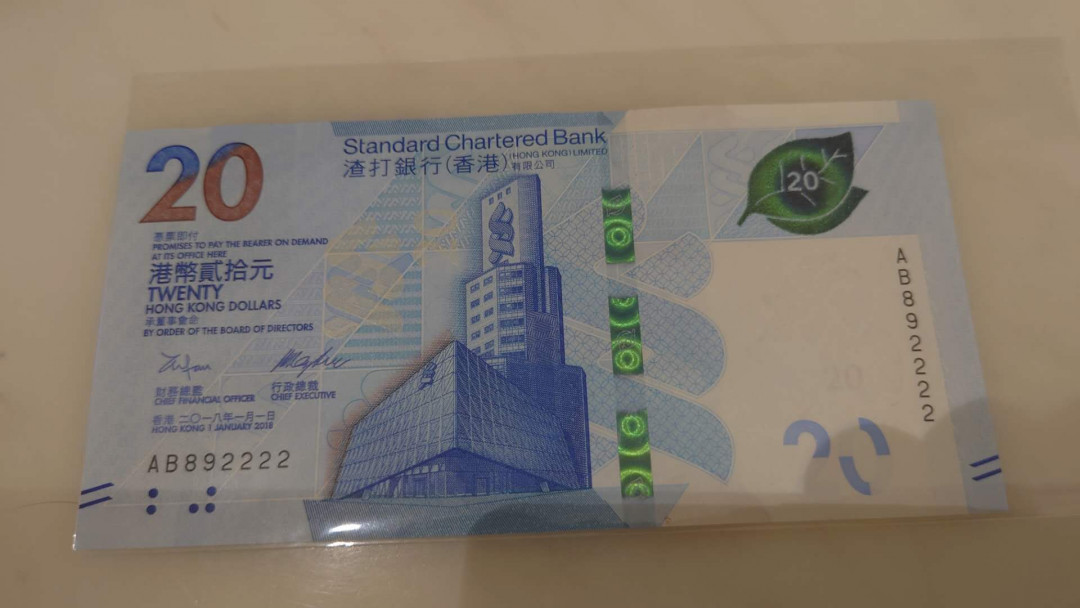 20
Standard Chartered Bank
渣打銀行(香港)
(HONG KONG) LIMITED
有限公司
憑票即付
PROMISES TO PAY THE BEARER ON DEMAND
AT ITS OFFICE HERE
港幣貳拾元
TWENTY
HONG KONG DOLLARS
承董事會命
BY ORDER OF THE BOARD OF DIRECTORS
財務總監
CHIEF FINANCIAL OFFICER
行政總裁
CHIEF EXECUTIVE
香港 二〇一八年一月一日
HONG KONG 1 JANUARY 2018
AB892222
20
AB892222
20
20